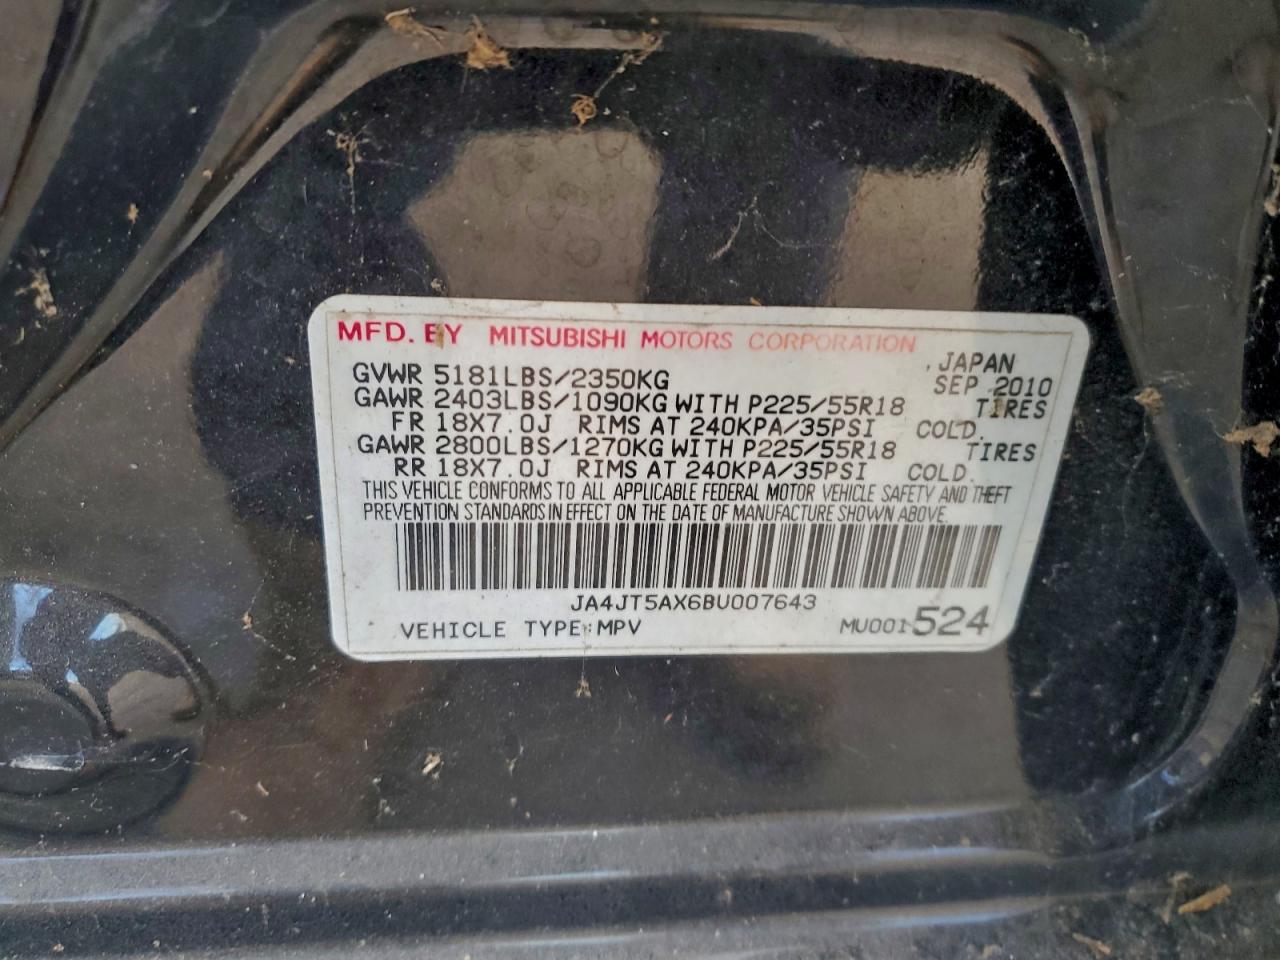 MFD. BY MITSUBISHI MOTORS CORPORATION
JAPAN
GVWR 5181LBS/2350KG SEP 2010
GAWR 2403LBS/1090KG WITH P225/55R18 TIRES
FR 18X7.0J RIMS AT 240KPA/35PSI COLD.
GAWR 2800LBS/1270KG WITH P225/55R18 TIRES
RR 18X7.0J RIMS AT 240KPA/35PSI COLD.
THIS VEHICLE CONFORMS TO ALL APPLICABLE FEDERAL MOTOR VEHICLE SAFETY AND THEFT
PREVENTION STANDARDS IN EFFECT ON THE DATE OF MANUFACTURE SHOWN ABOVE.
JA4JT5AX6BU007643
VEHICLE TYPE:MPV MU001524